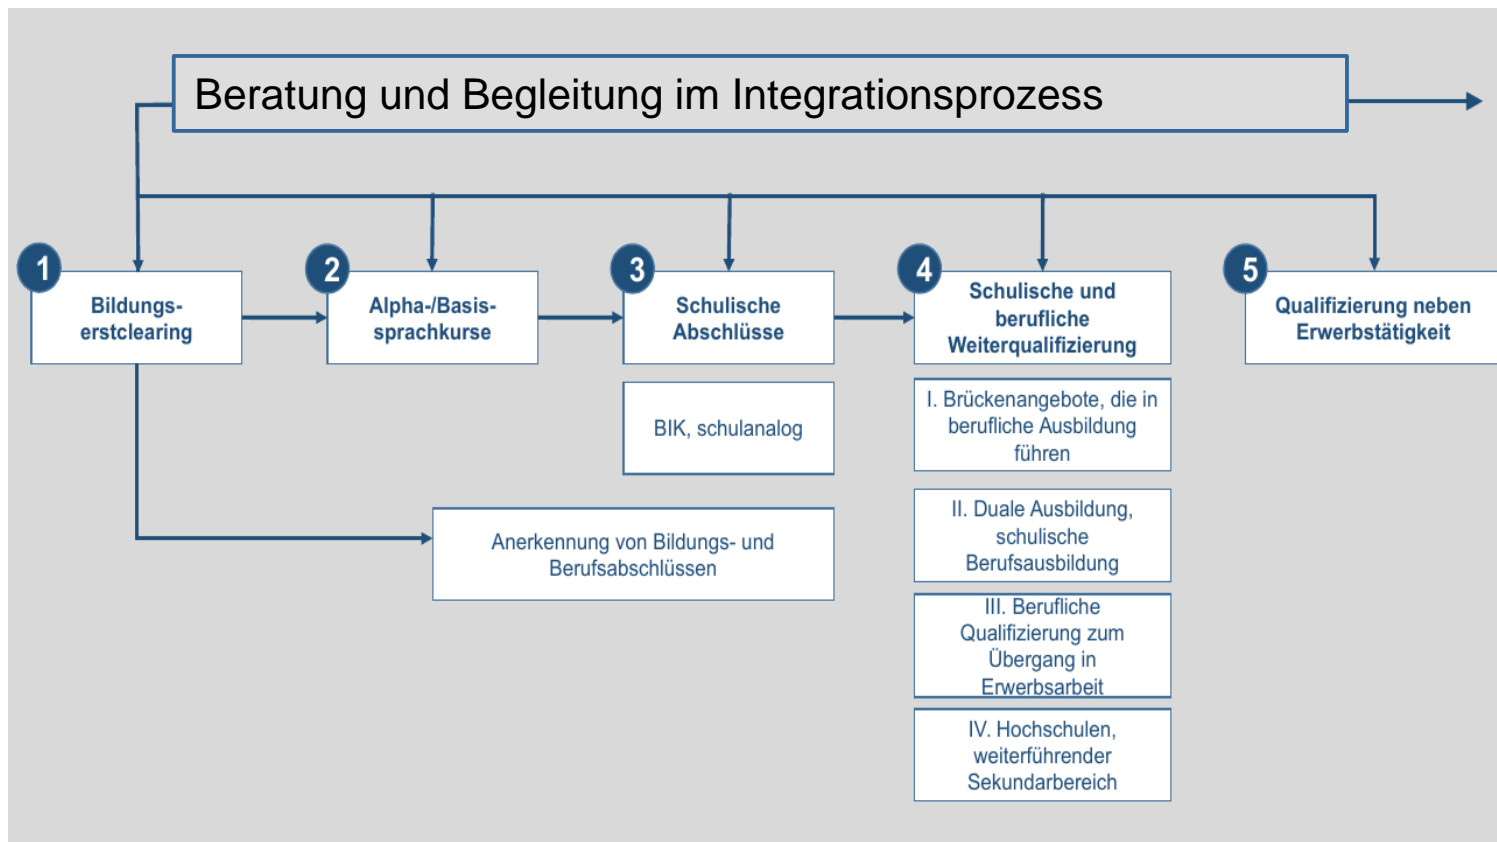 Beratung und Begleitung im Integrationsprozess
1
Bildungs-
erstclearing
2
Alpha-/Basis-
sprachkurse
3
Schulische
Abschlüsse
BIK, schulanalog
Anerkennung von Bildungs- und
Berufsabschlüssen
4
Schulische und
berufliche
Weiterqualifizierung
I. Brückenangebote, die in
berufliche Ausbildung
führen
II. Duale Ausbildung,
schulische
Berufsausbildung
III. Berufliche
Qualifizierung zum
Übergang in
Erwerbsarbeit
IV. Hochschulen,
weiterführender
Sekundarbereich
5
Qualifizierung neben
Erwerbstätigkeit